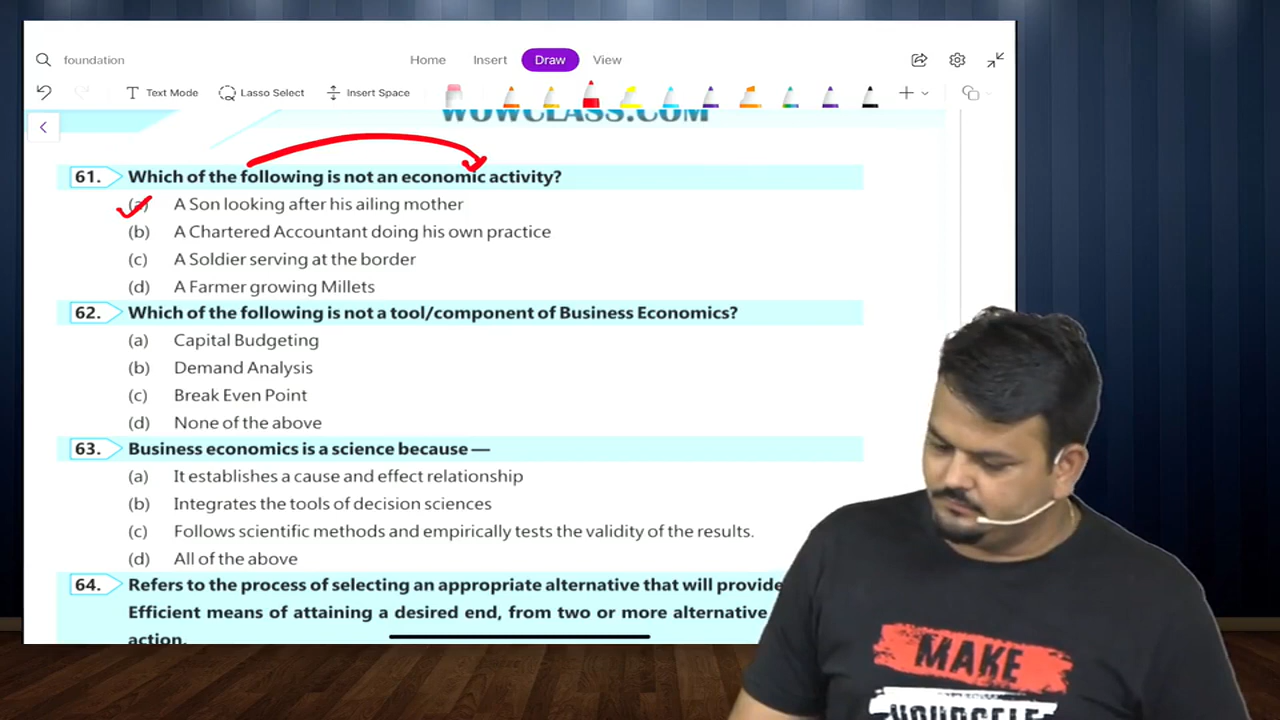 foundation
Home Insert Draw View
Text Mode Lasso Select Insert Space
WOWCLASS.COM
61. Which of the following is not an economic activity?
(a) A Son looking after his ailing mother
(b) A Chartered Accountant doing his own practice
(c) A Soldier serving at the border
(d) A Farmer growing Millets
62. Which of the following is not a tool/component of Business Economics?
(a) Capital Budgeting
(b) Demand Analysis
(c) Break Even Point
(d) None of the above
63. Business economics is a science because —
(a) It establishes a cause and effect relationship
(b) Integrates the tools of decision sciences
(c) Follows scientific methods and empirically tests the validity of the results.
(d) All of the above
64. Refers to the process of selecting an appropriate alternative that will provide
Efficient means of attaining a desired end, from two or more alternative
action.
MAKE
YOURSELF